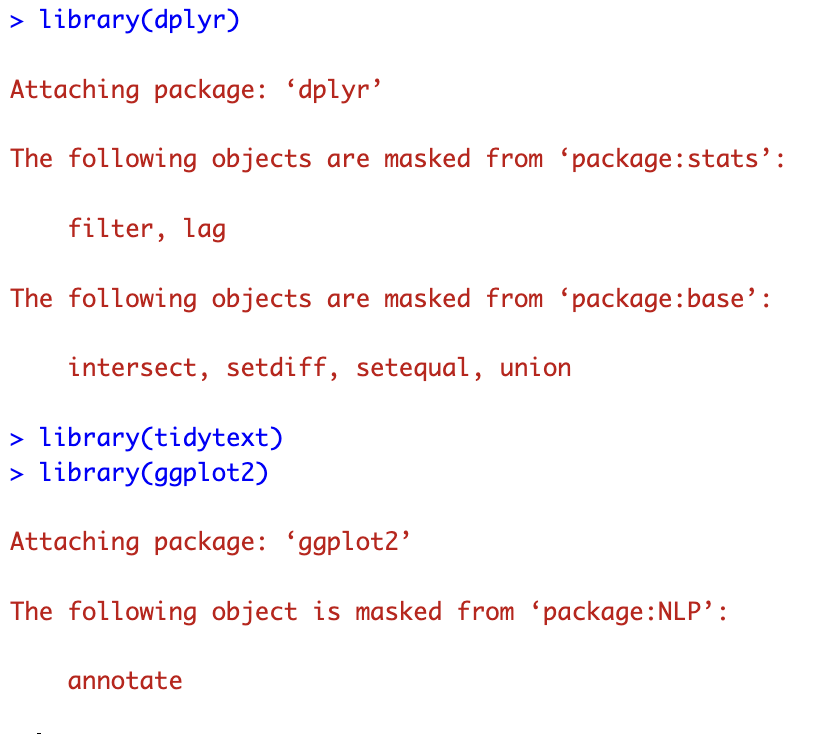 > library(dplyr)
Attaching package: ‘dplyr’
The following objects are masked from ‘package:stats’:
filter, lag
The following objects are masked from ‘package:base’:
intersect, setdiff, setequal, union
> library(tidytext)
> library(ggplot2)
Attaching package: ‘ggplot2’
The following object is masked from ‘package:NLP’:
annotate